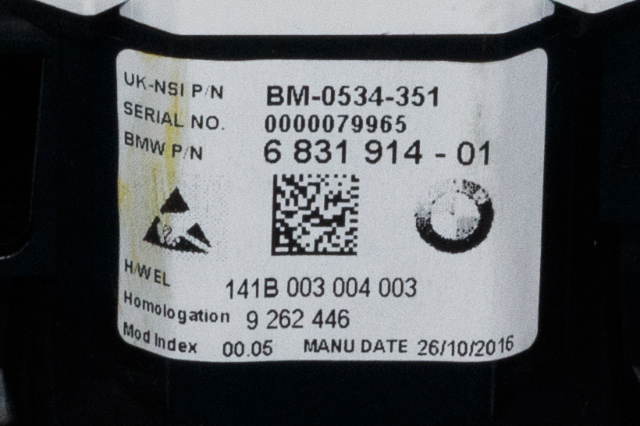 UK-NSI P/N BM-0534-351
SERIAL NO. 0000079965
BMW P/N 6 831 914 - 01
H/WEL 141B 003 004 003
Homologation 9 262 446
Mod Index 00.05 MANU DATE 26/10/2016